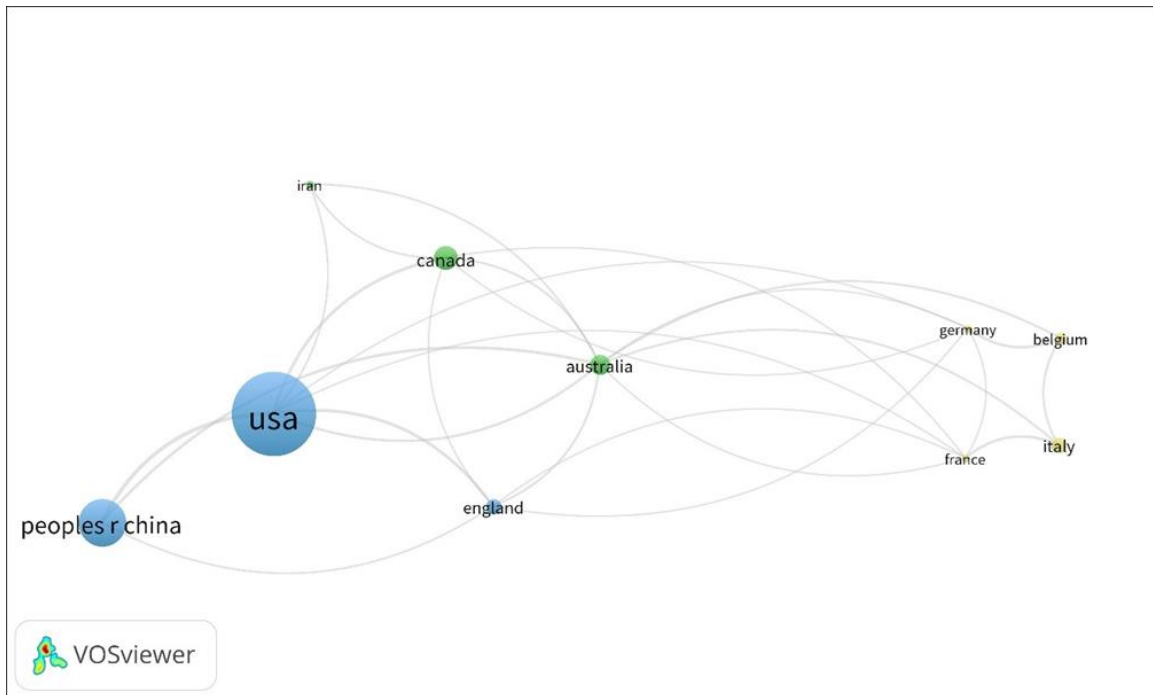 iran
canada
germany
belgium
australia
usa
italy
france
england
peoples r china
VOSviewer